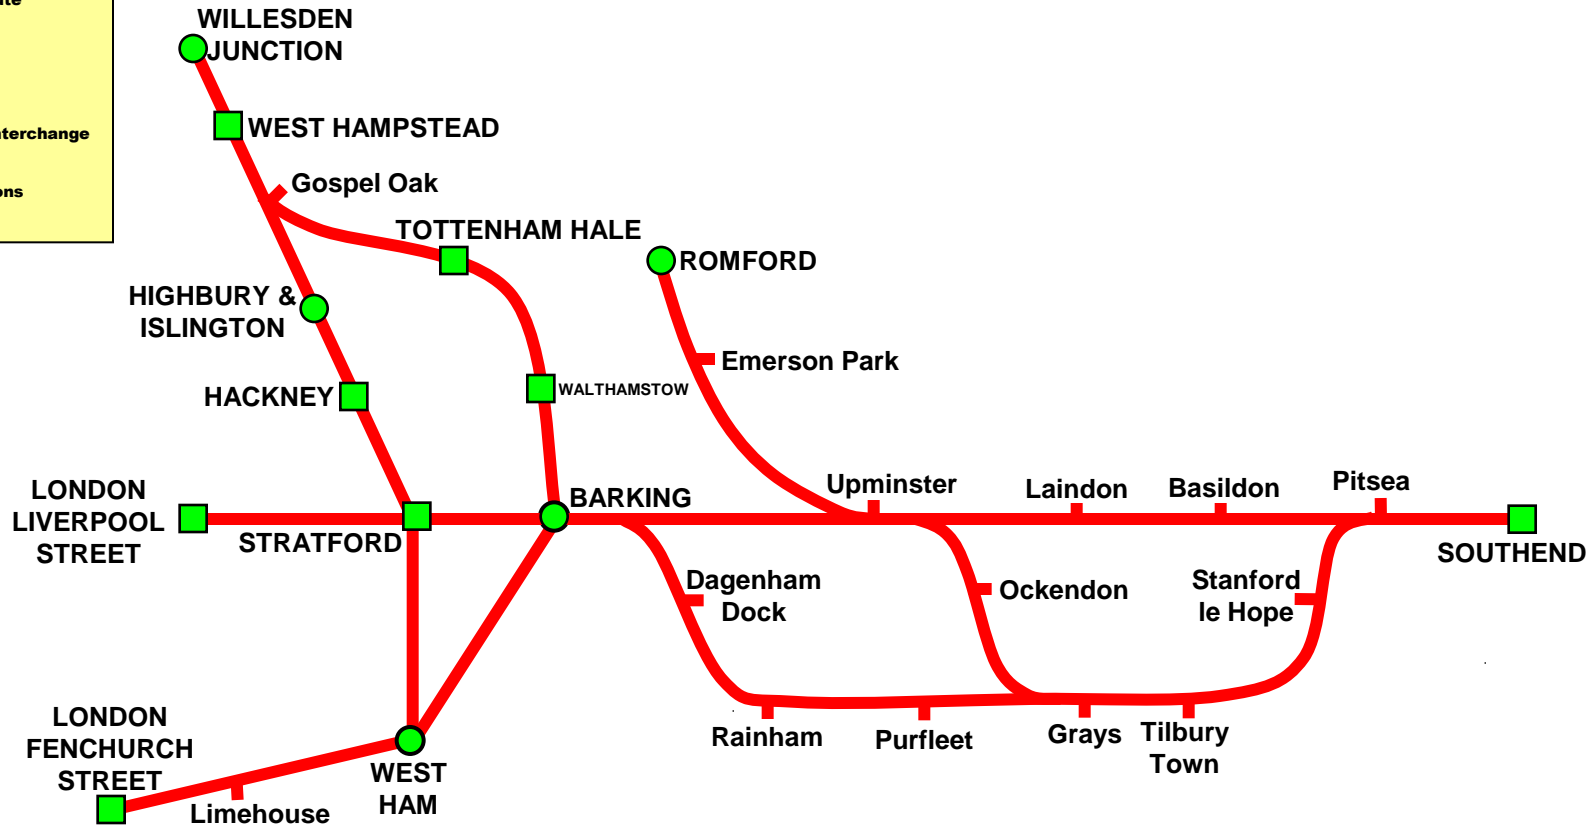 WILLESDEN
JUNCTION
nterchange
WEST HAMPSTEAD
Gospel Oak
TOTTENHAM HALE
ROMFORD
HIGHBURY &
ISLINGTON
Emerson Park
HACKNEY
WALTHAMSTOW
LONDON
LIVERPOOL
STREET
STRATFORD
BARKING
Upminster
Laindon
Basildon
Pitsea
SOUTHEND
Dagenham
Dock
Ockendon
Stanford
le Hope
LONDON
FENCHURCH
STREET
Limehouse
WEST
HAM
Rainham
Purfleet
Grays
Tilbury
Town